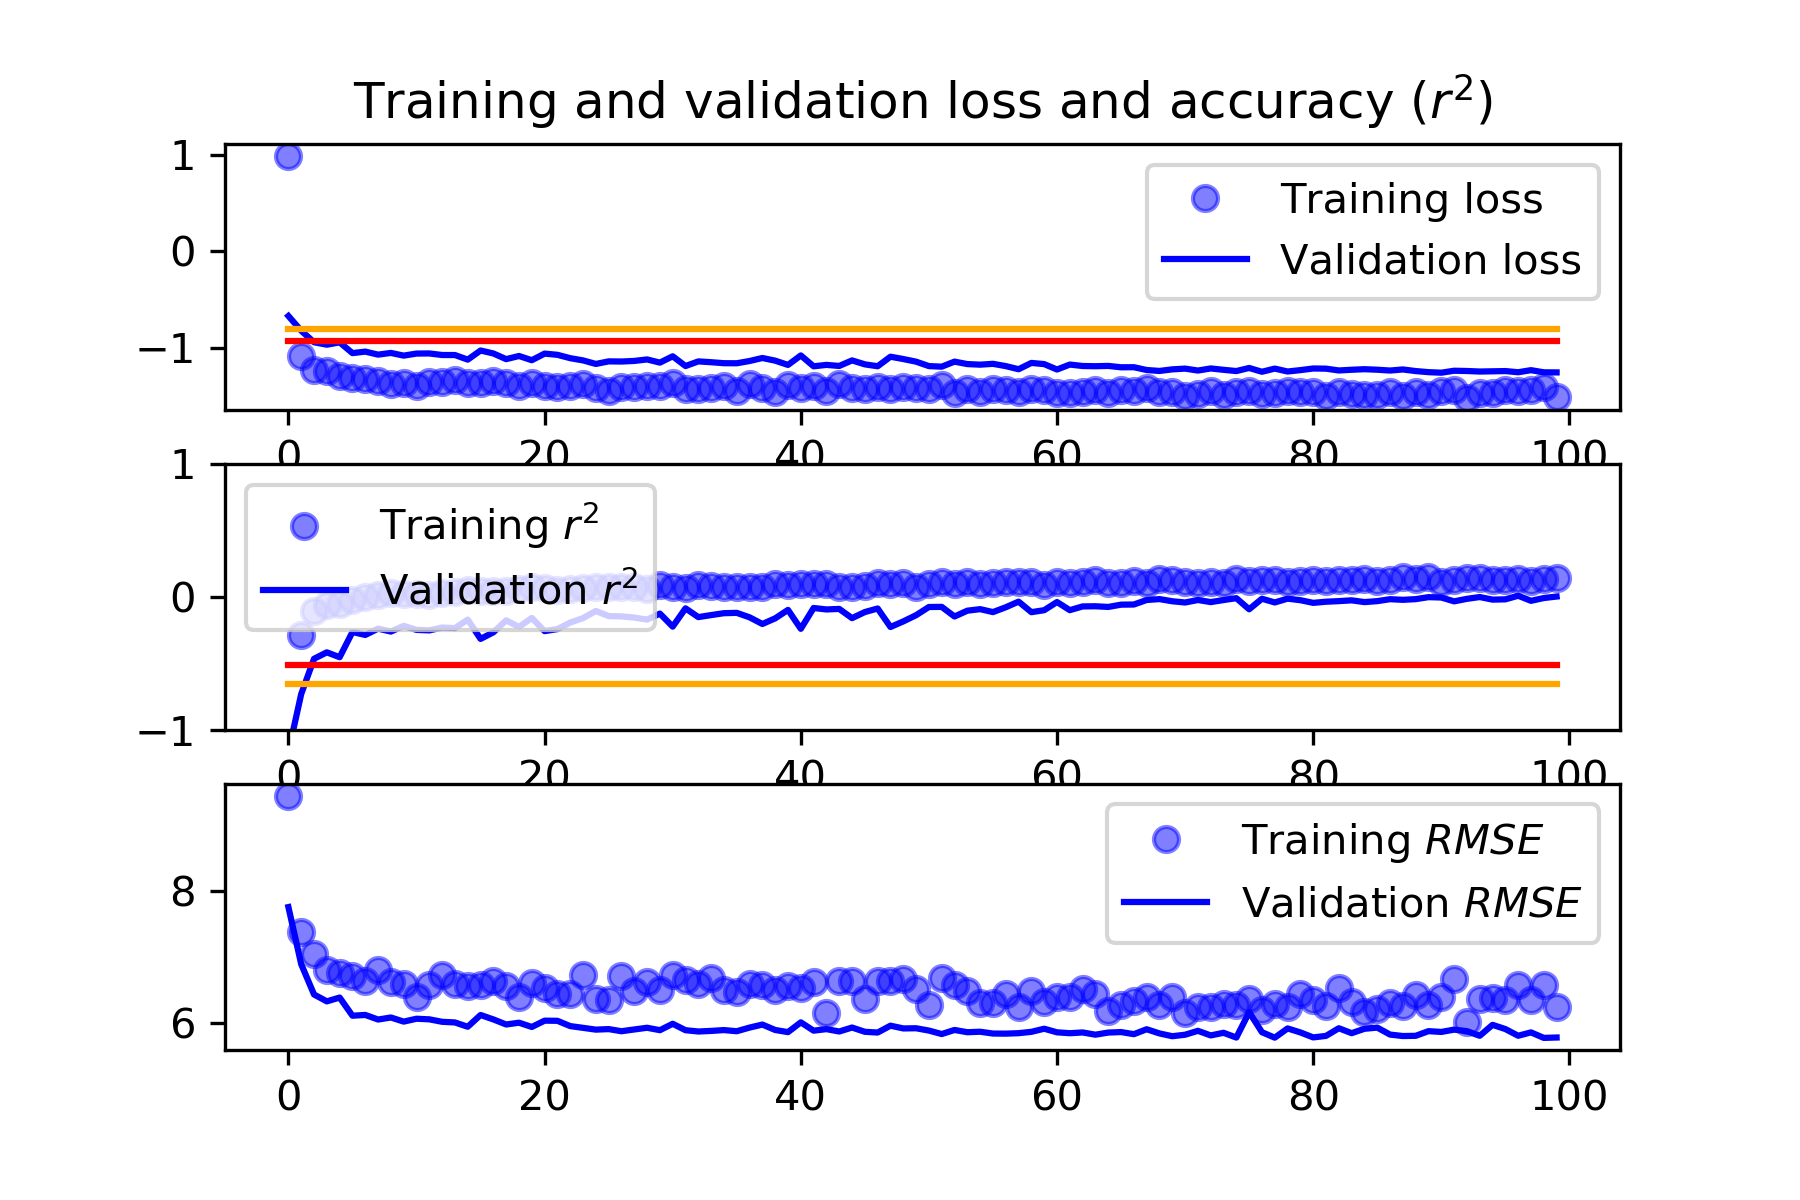 Training and validation loss and accuracy (r²)
1
0
−1
Training loss
Validation loss
0 20 40 60 80 100
1
0
−1
Training r²
Validation r²
0 20 40 60 80 100
8
6
Training RMSE
Validation RMSE
0 20 40 60 80 100